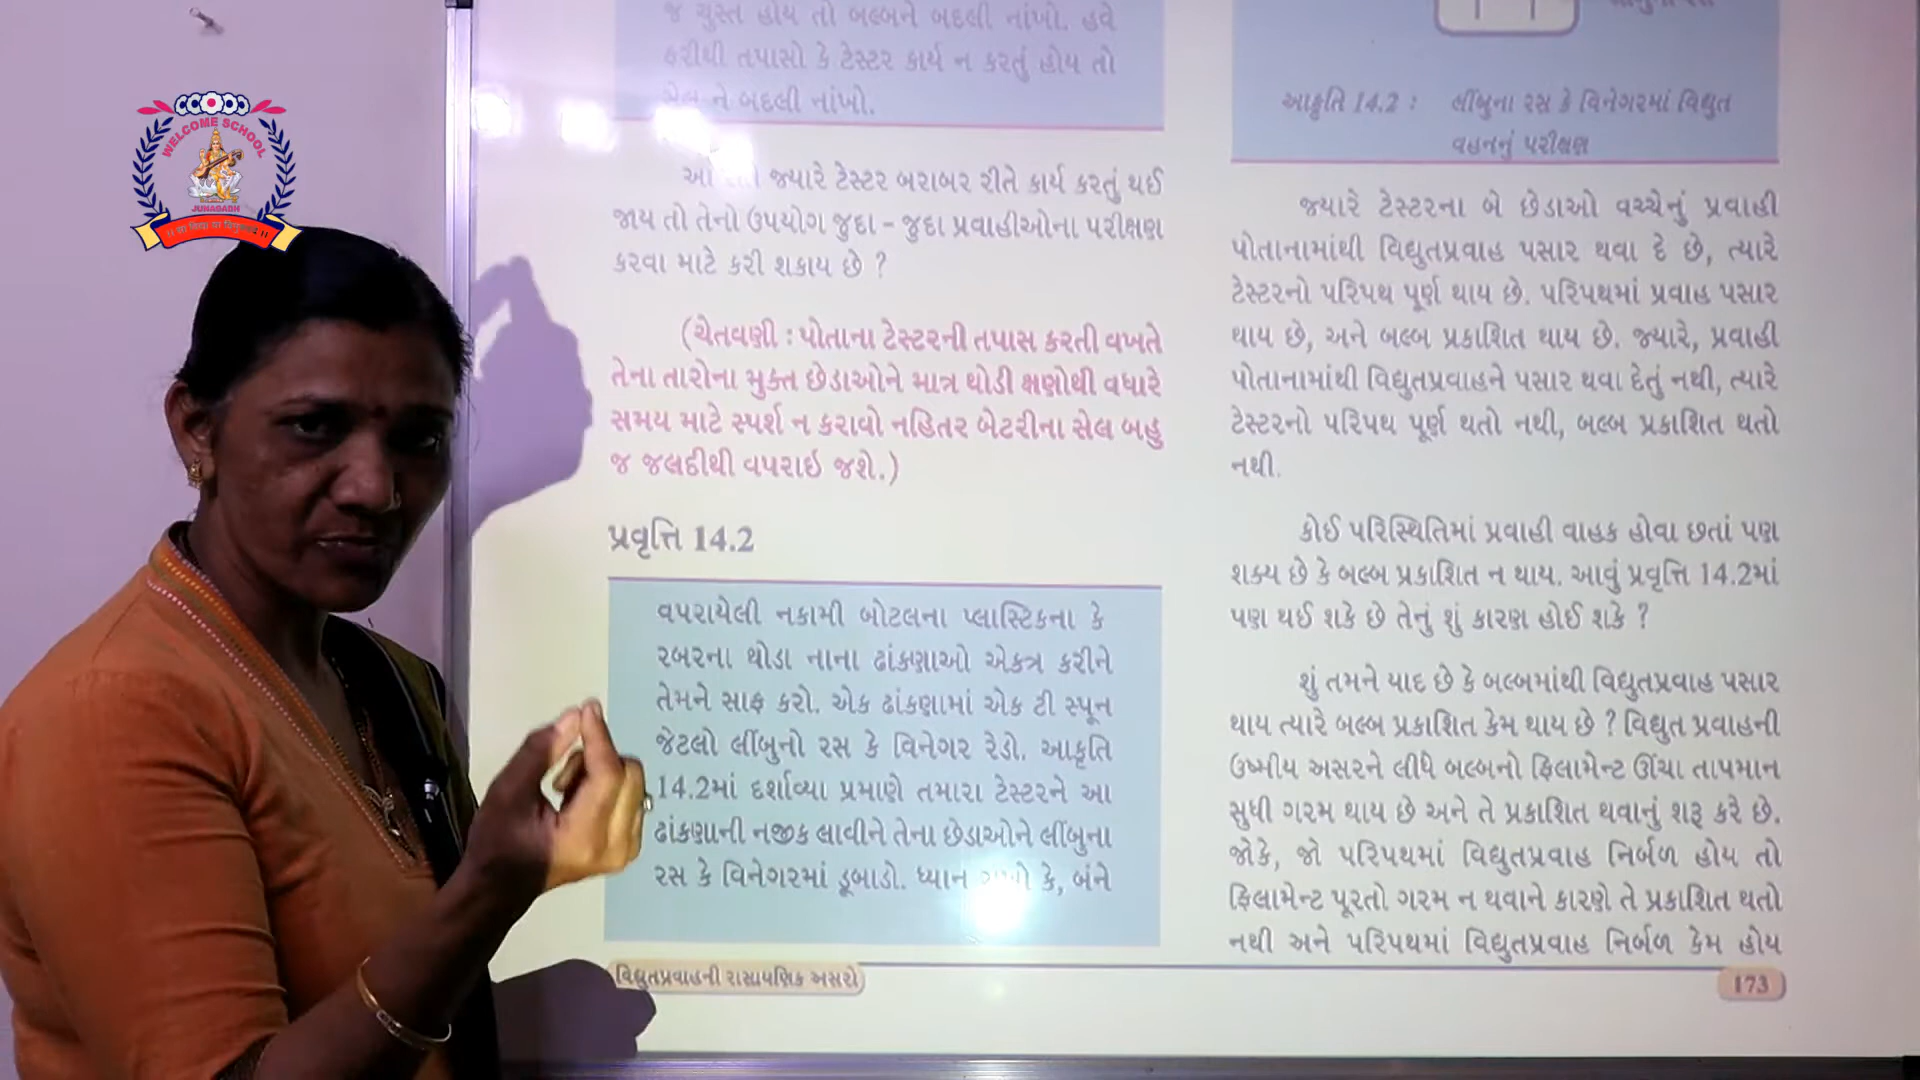 WELCOME SCHOOL
JUNAGADH
જ ચુસ્ત હોય તો બલ્બને બદલી નાંખો. હવે
ફરીથી તપાસો કે ટેસ્ટર કાર્ય ન કરતું હોય તો
ને બદલી નાંખો.
જ્યારે ટેસ્ટર બરાબર રીતે કાર્ય કરતું થઈ
જાય તો તેનો ઉપયોગ જુદા – જુદા પ્રવાહીઓના પરીક્ષણ
કરવા માટે કરી શકાય છે ?
(ચેતવણી : પોતાના ટેસ્ટરની તપાસ કરતી વખતે
તેના તારોના મુક્ત છેડાઓને માત્ર થોડી ક્ષણોથી વધારે
સમય માટે સ્પર્શ ન કરાવો નહિતર બેટરીના સેલ બહુ
જ જલદીથી વપરાઇ જશે.)
પ્રવૃત્તિ 14.2
વપરાયેલી નકામી બોટલના પ્લાસ્ટિકના કે
રબરના થોડા નાના ઢાંકણાઓ એકત્ર કરીને
તેમને સાફ કરો. એક ઢાંકણામાં એક ટી સ્પૂન
જેટલો લીંબુનો રસ કે વિનેગર રેડો. આકૃતિ
14.2માં દર્શાવ્યા પ્રમાણે તમારા ટેસ્ટરને આ
ઢાંકણાની નજીક લાવીને તેના છેડાઓને લીંબુના
રસ કે વિનેગરમાં ડૂબાડો. ધ્યાન કે, બંને
વિદ્યુતપ્રવાહની રાસાયણિક અસરો
આકૃતિ 14.2 : લીંબુના રસ કે વિનેગરમાં વિદ્યુત
વહનનું પરીક્ષણ
જ્યારે ટેસ્ટરના બે છેડાઓ વચ્ચેનું પ્રવાહી
પોતાનામાંથી વિદ્યુતપ્રવાહ પસાર થવા દે છે, ત્યારે
ટેસ્ટરનો પરિપથ પૂર્ણ થાય છે. પરિપથમાં પ્રવાહ પસાર
થાય છે, અને બલ્બ પ્રકાશિત થાય છે. જ્યારે, પ્રવાહી
પોતાનામાંથી વિદ્યુતપ્રવાહને પસાર થવા દેતું નથી, ત્યારે
ટેસ્ટરનો પરિપથ પૂર્ણ થતો નથી, બલ્બ પ્રકાશિત થતો
નથી.
કોઈ પરિસ્થિતિમાં પ્રવાહી વાહક હોવા છતાં પણ
શક્ય છે કે બલ્બ પ્રકાશિત ન થાય. આવું પ્રવૃત્તિ 14.2માં
પણ થઈ શકે છે તેનું શું કારણ હોઈ શકે ?
શું તમને યાદ છે કે બલ્બમાંથી વિદ્યુતપ્રવાહ પસાર
થાય ત્યારે બલ્બ પ્રકાશિત કેમ થાય છે ? વિદ્યુત પ્રવાહની
ઉષ્મીય અસરને લીધે બલ્બનો ફિલામેન્ટ ઊંચા તાપમાન
સુધી ગરમ થાય છે અને તે પ્રકાશિત થવાનું શરૂ કરે છે.
જોકે, જો પરિપથમાં વિદ્યુતપ્રવાહ નિર્બળ હોય તો
ફિલામેન્ટ પૂરતો ગરમ ન થવાને કારણે તે પ્રકાશિત થતો
નથી અને પરિપથમાં વિદ્યુતપ્રવાહ નિર્બળ કેમ હોય
173